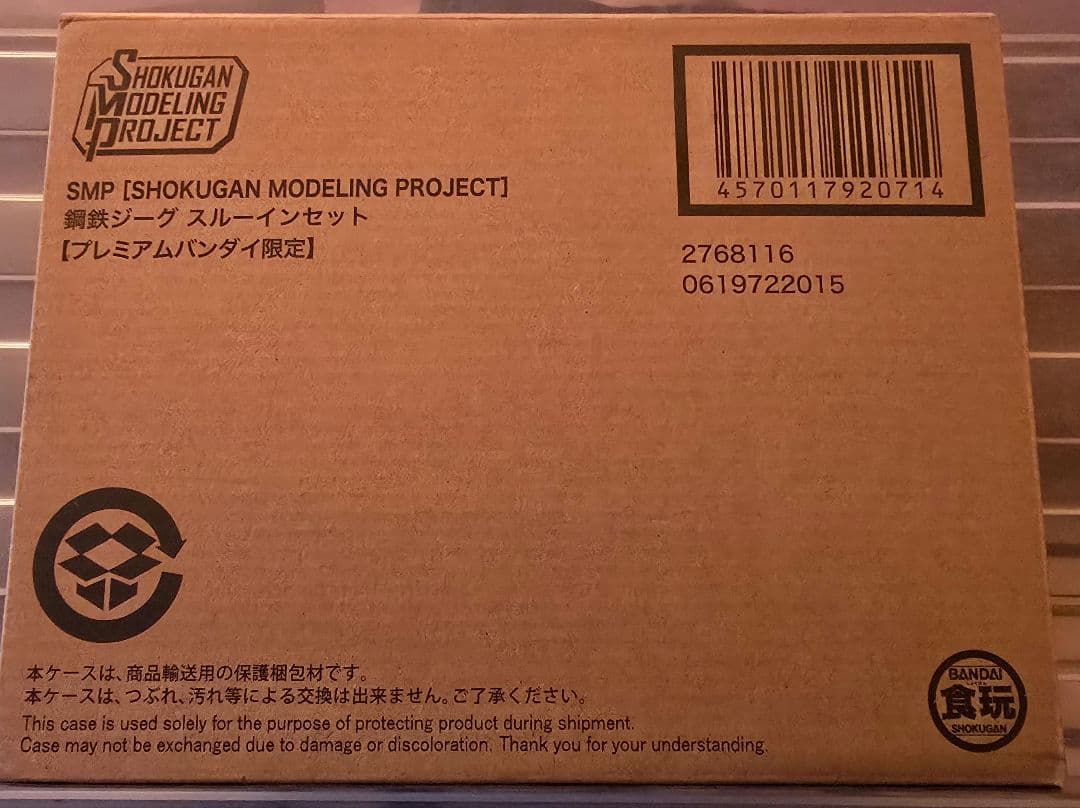 SHOKUGAN
MODELING
PROJECT
SMP [SHOKUGAN MODELING PROJECT]
鋼鉄ジーグ スルーインセット
【プレミアムバンダイ限定】
4570117920714
2768116
0619722015
本ケースは、商品輸送用の保護梱包材です。
本ケースは、つぶれ、汚れ等による交換は出来ません。ご了承ください。
This case is used solely for the purpose of protecting product during shipment.
Case may not be exchanged due to damage or discoloration. Thank you for your understanding.
BANDAI
しょくがん
食玩
SHOKUGAN